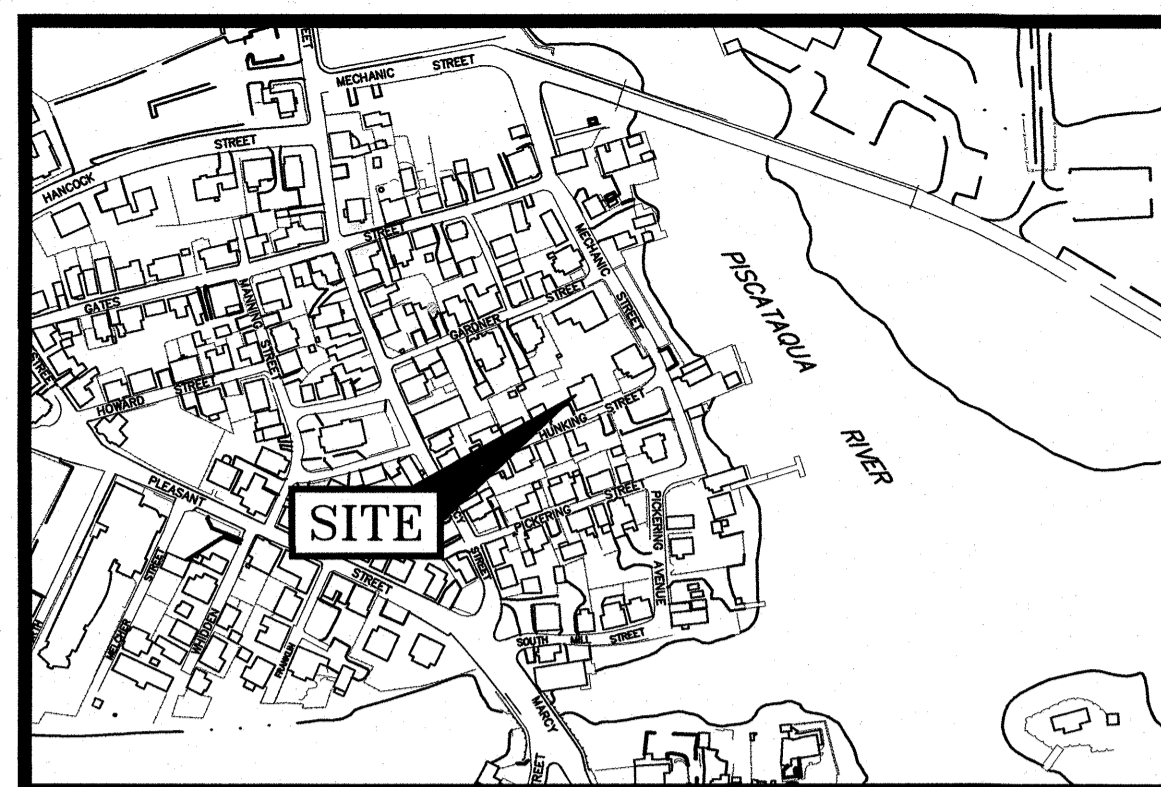 MECHANIC STREET
HANCOCK STREET
GATES STREET
MANNING STREET
MECHANIC STREET
GARDNER STREET
PISCATAQUA RIVER
HOWARD STREET
HUNKING STREET
SITE
PLEASANT STREET
PICKERING STREET
PICKERING AVENUE
STREET
MELCHER STREET
WHIDDEN
FRANKLIN
SOUTH MILL STREET
MARCY STREET